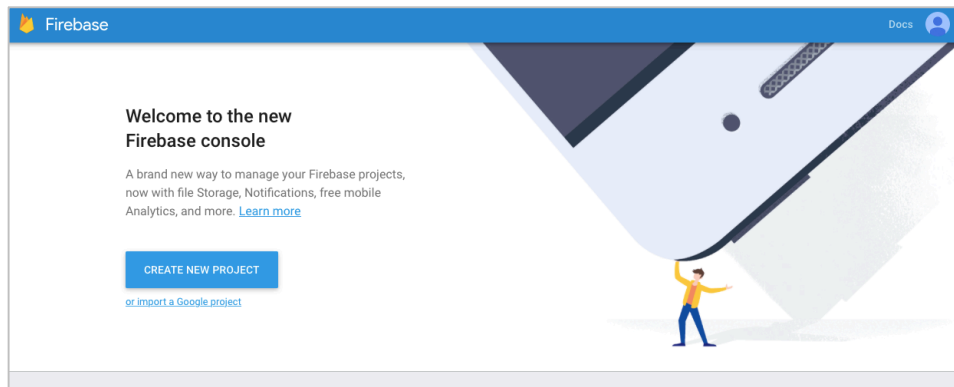 Firebase
Docs
Welcome to the new
Firebase console
A brand new way to manage your Firebase projects,
now with file Storage, Notifications, free mobile
Analytics, and more. Learn more
CREATE NEW PROJECT
or import a Google project